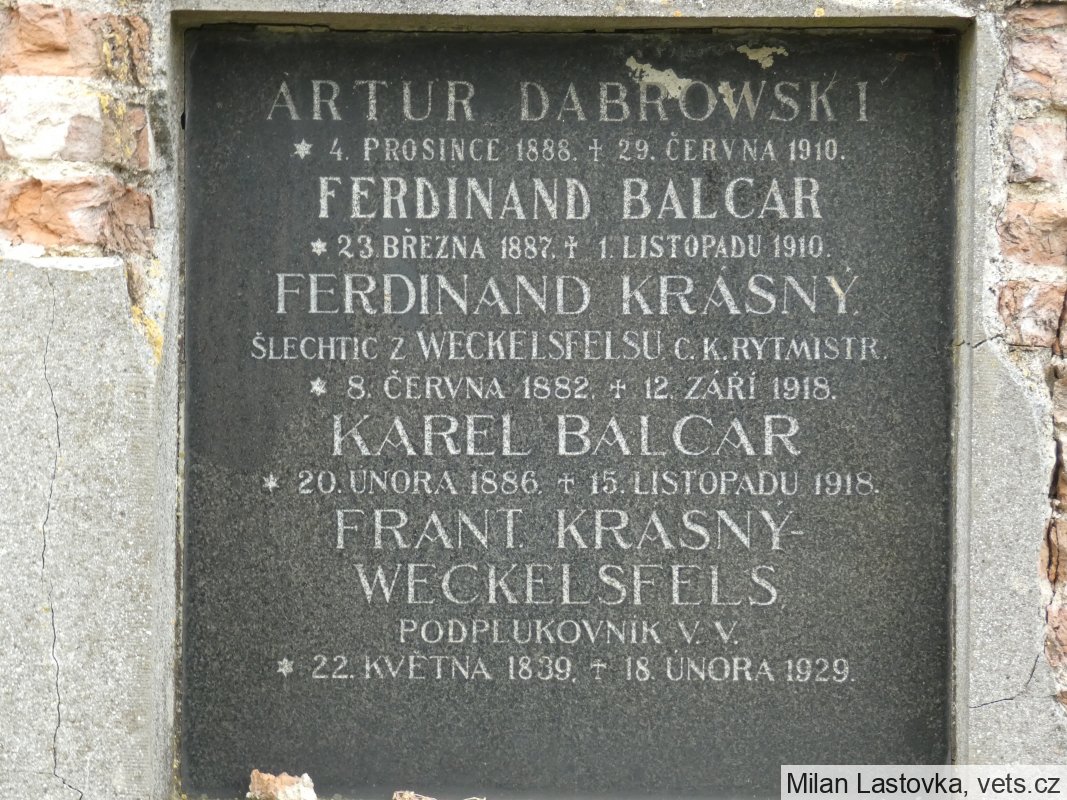 ARTUR DABROWSKI
* 4. PROSINCE 1888. † 29. ČERVNA 1910.
FERDINAND BALCAR
* 23. BŘEZNA 1887. † 1. LISTOPADU 1910.
FERDINAND KRÁSNÝ.
ŠLECHTIC Z WECKELSFELSU C. K. RYTMISTR.
* 8. ČERVNA 1882. † 12. ZÁŘÍ 1918.
KAREL BALCAR
* 20. ÚNORA 1886. † 15. LISTOPADU 1918.
FRANT. KRÁSNÝ-
WECKELSFELS
PODPLUKOVNÍK V. V.
* 22. KVĚTNA 1839. † 18. ÚNORA 1929.
Milan Lastovka, vets.cz